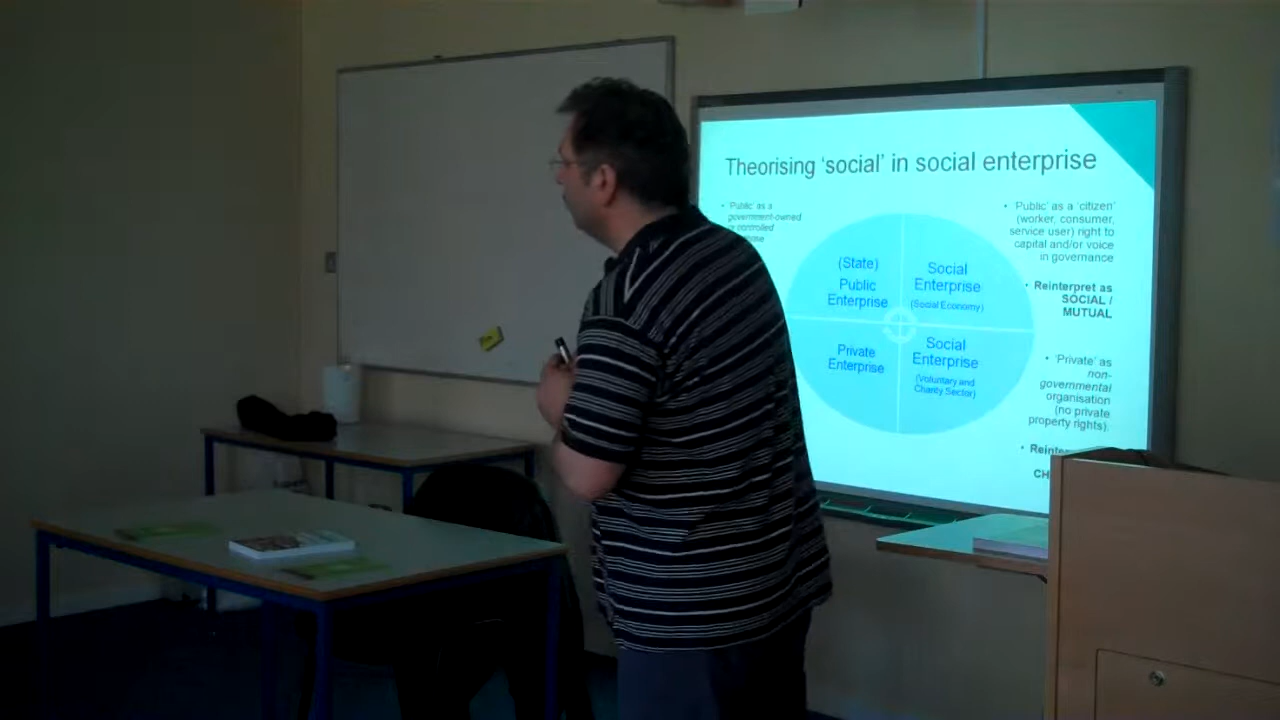 Theorising ‘social’ in social enterprise
• ‘Public’ as a
government-owned
or controlled
(State)
Public
Enterprise
Social
Enterprise
(Social Economy)
Private
Enterprise
Social
Enterprise
(Voluntary and
Charity Sector)
• ‘Public’ as a ‘citizen’
(worker, consumer,
service user) right to
capital and/or voice
in governance
• Reinterpret as
SOCIAL /
MUTUAL
• ‘Private’ as
non-
governmental
organisation
(no private
property rights).